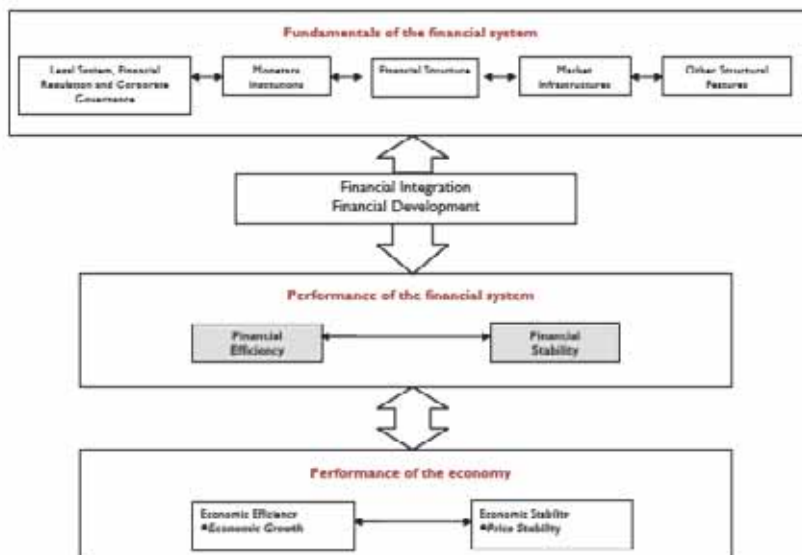 Fundamentals of the financial system
Legal System, Financial
Regulation and Corporate
Governance
Monetary
Institutions
Financial Structure
Market
Infrastructures
Other Structural
Features
Financial Integration
Financial Development
Performance of the financial system
Financial
Efficiency
Financial
Stability
Performance of the economy
Economic Efficiency
•Economic Growth
Economic Stability
•Price Stability